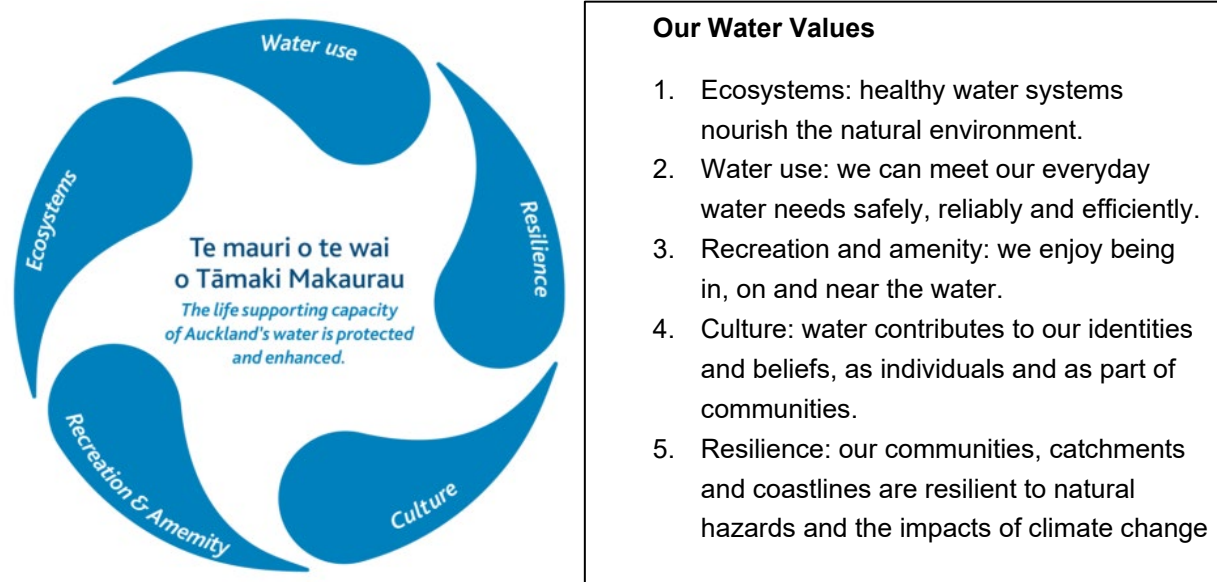 Water use
Resilience
Culture
Recreation & Amemity
Ecosystems
Te mauri o te wai
o Tāmaki Makaurau
The life supporting capacity
of Auckland's water is protected
and enhanced.
Our Water Values
1. Ecosystems: healthy water systems
nourish the natural environment.
2. Water use: we can meet our everyday
water needs safely, reliably and efficiently.
3. Recreation and amenity: we enjoy being
in, on and near the water.
4. Culture: water contributes to our identities
and beliefs, as individuals and as part of
communities.
5. Resilience: our communities, catchments
and coastlines are resilient to natural
hazards and the impacts of climate change